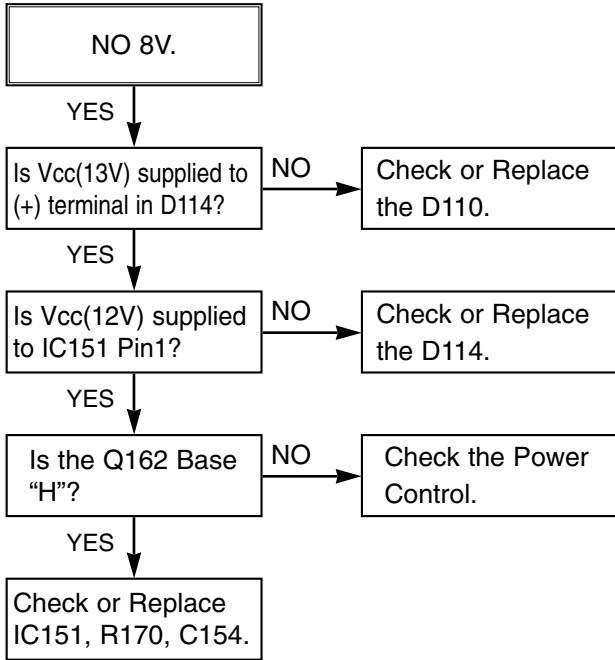 NO 8V.
YES
Is Vcc(13V) supplied to
(+) terminal in D114?
NO
Check or Replace
the D110.
YES
Is Vcc(12V) supplied
to IC151 Pin1?
NO
Check or Replace
the D114.
YES
Is the Q162 Base
“H”?
NO
Check the Power
Control.
YES
Check or Replace
IC151, R170, C154.